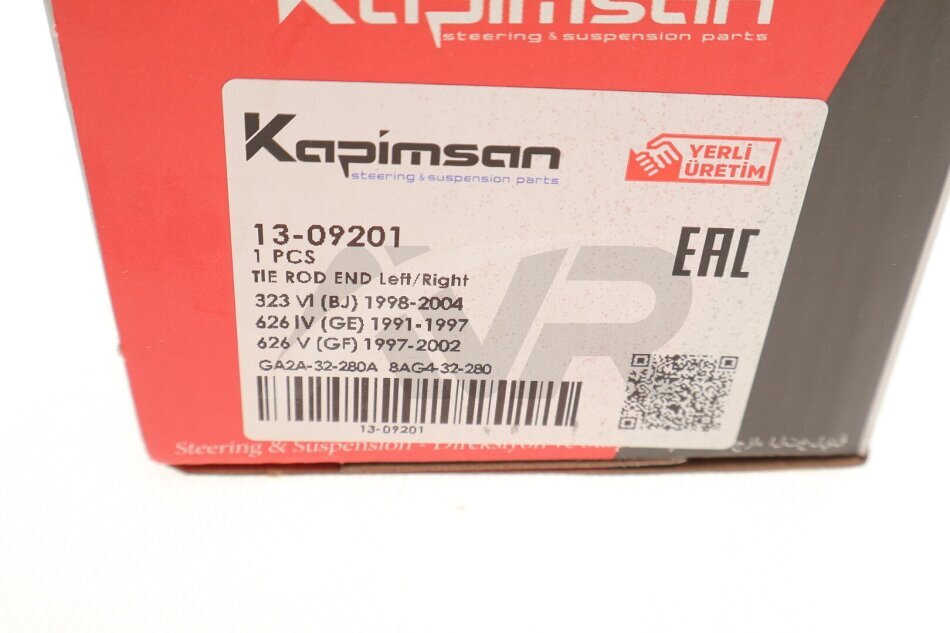 Kapimsan
steering & suspension parts
Kapimsan
steering & suspension parts
YERLİ
ÜRETİM
13-09201
1 PCS
TIE ROD END Left/Right
EAC
323 VI (BJ) 1998-2004
626 IV (GE) 1991-1997
626 V (GF) 1997-2002
GA2A-32-280A 8AG4-32-280
13-09201
Steering & Suspension - Direksiyon